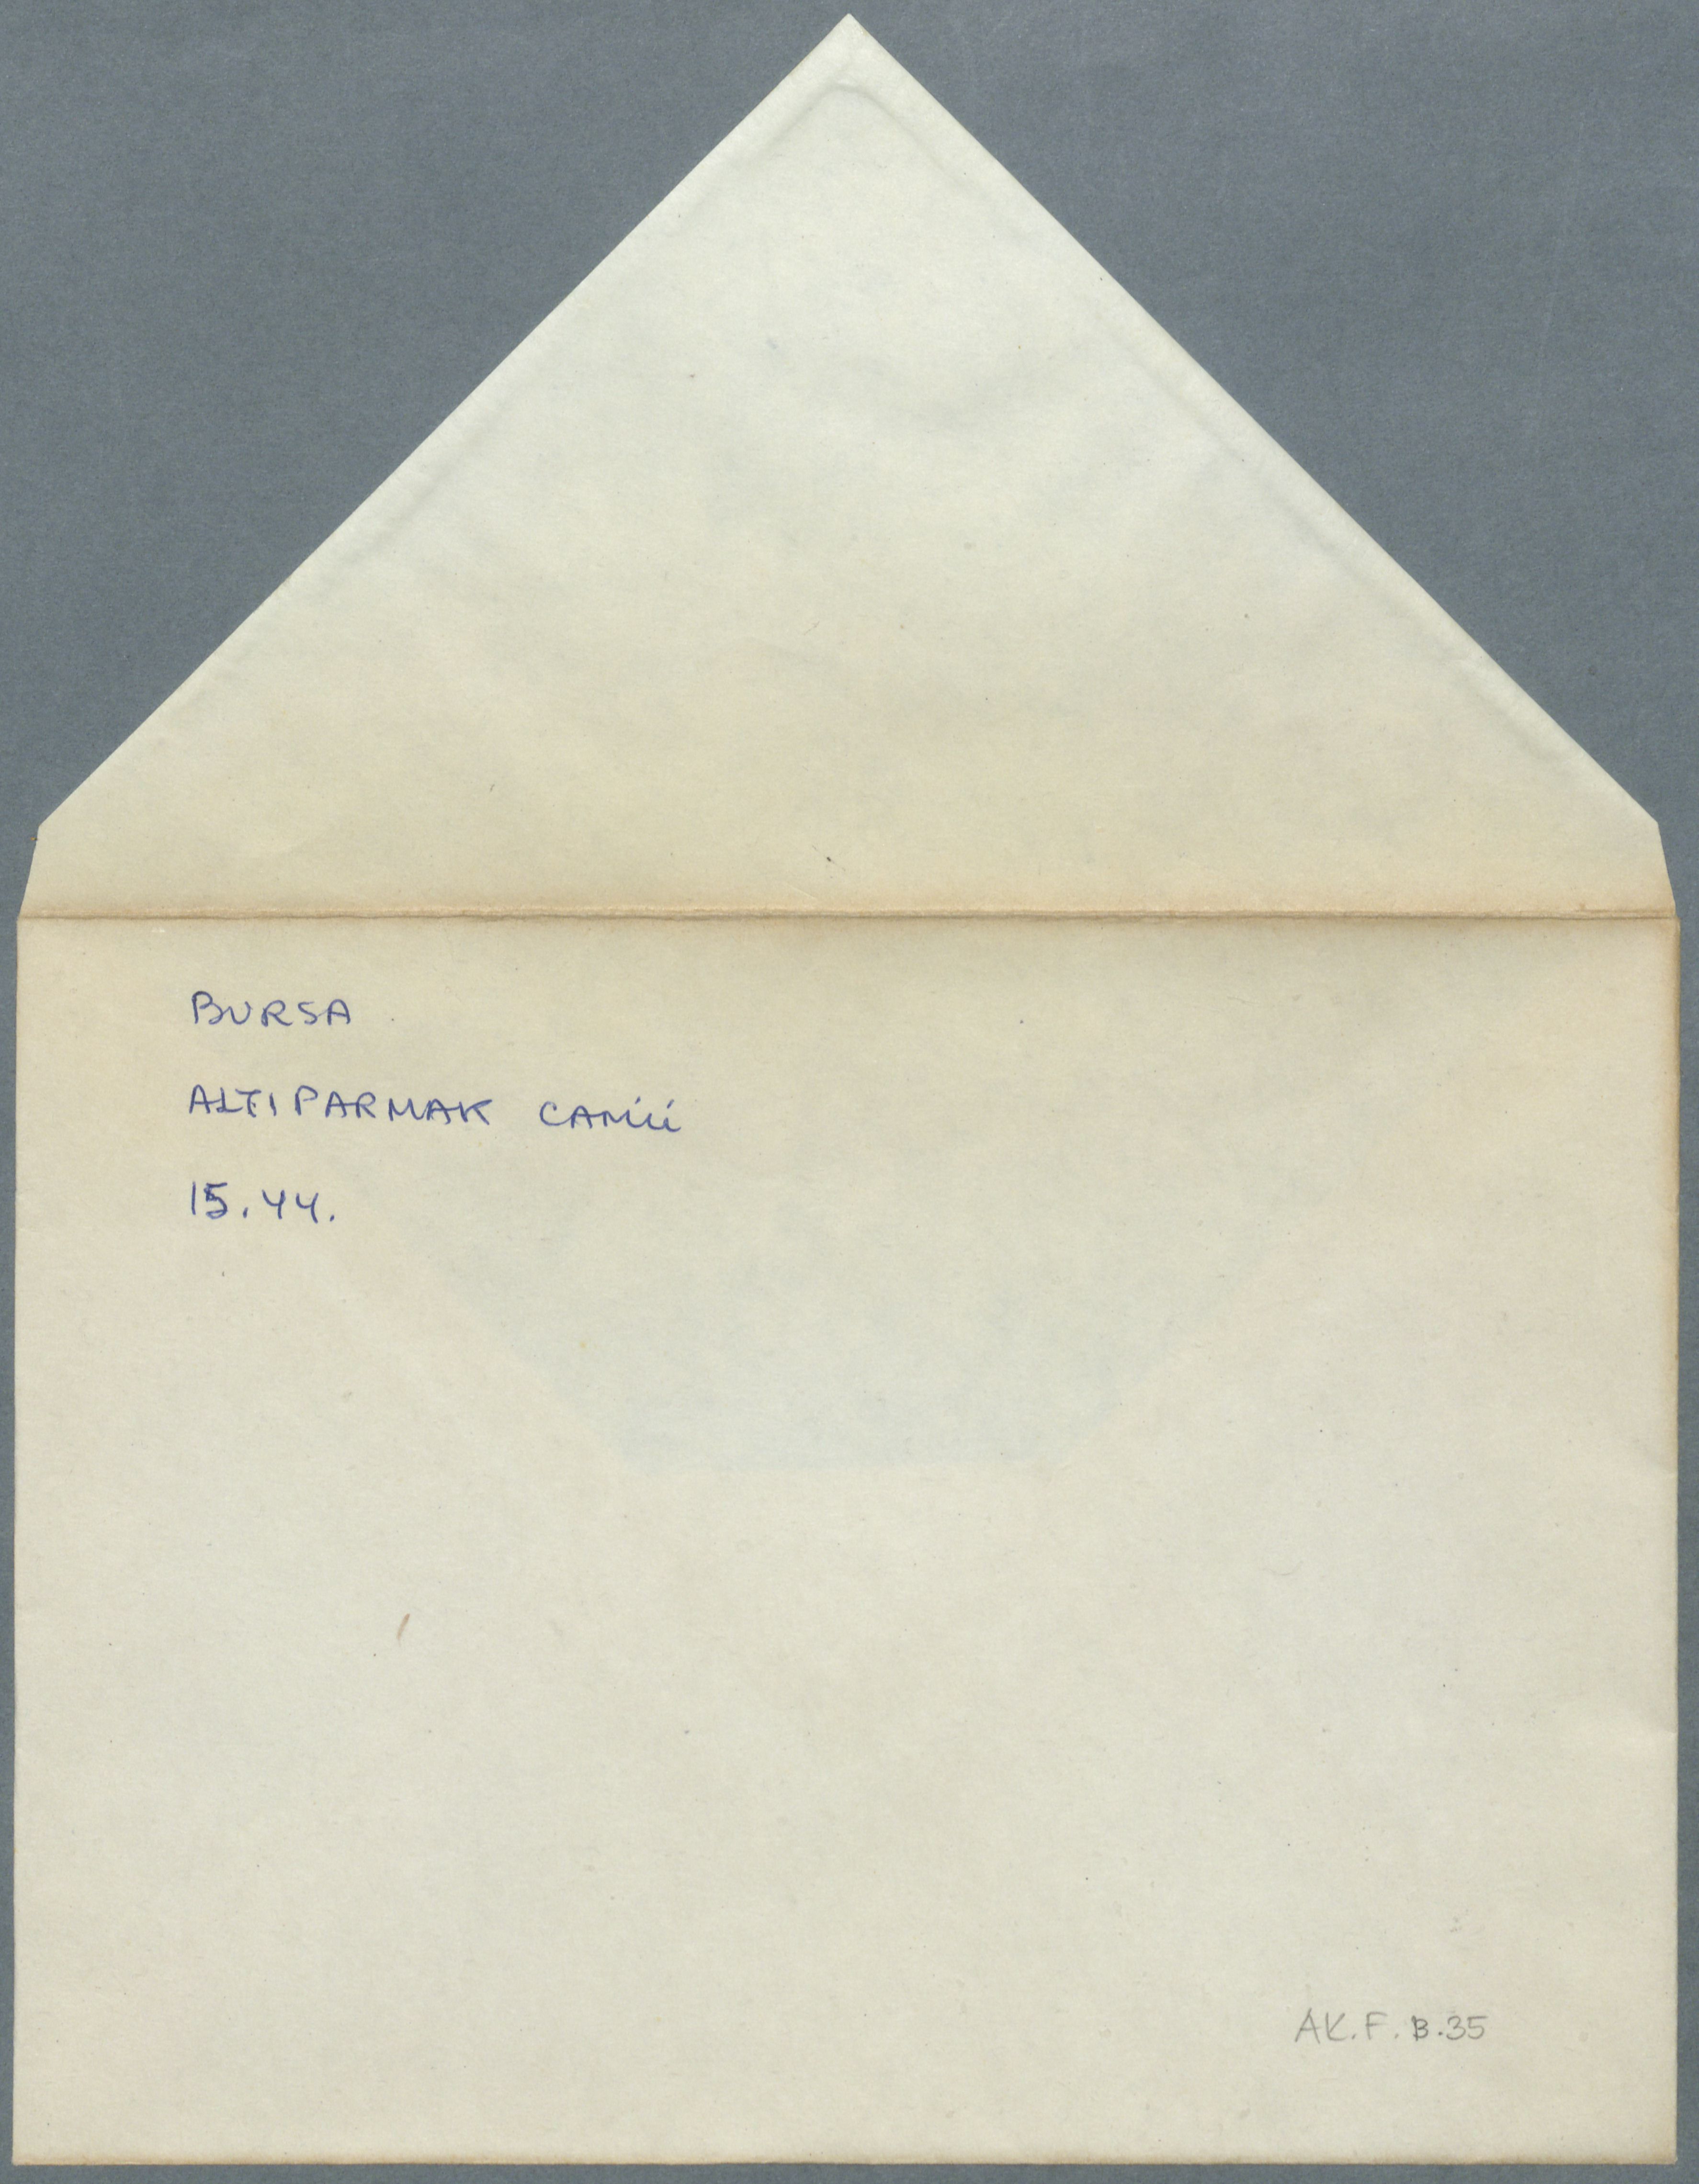 BURSA
ALTIPARMAK CAMİİ
15.44.
AK.F.B.35